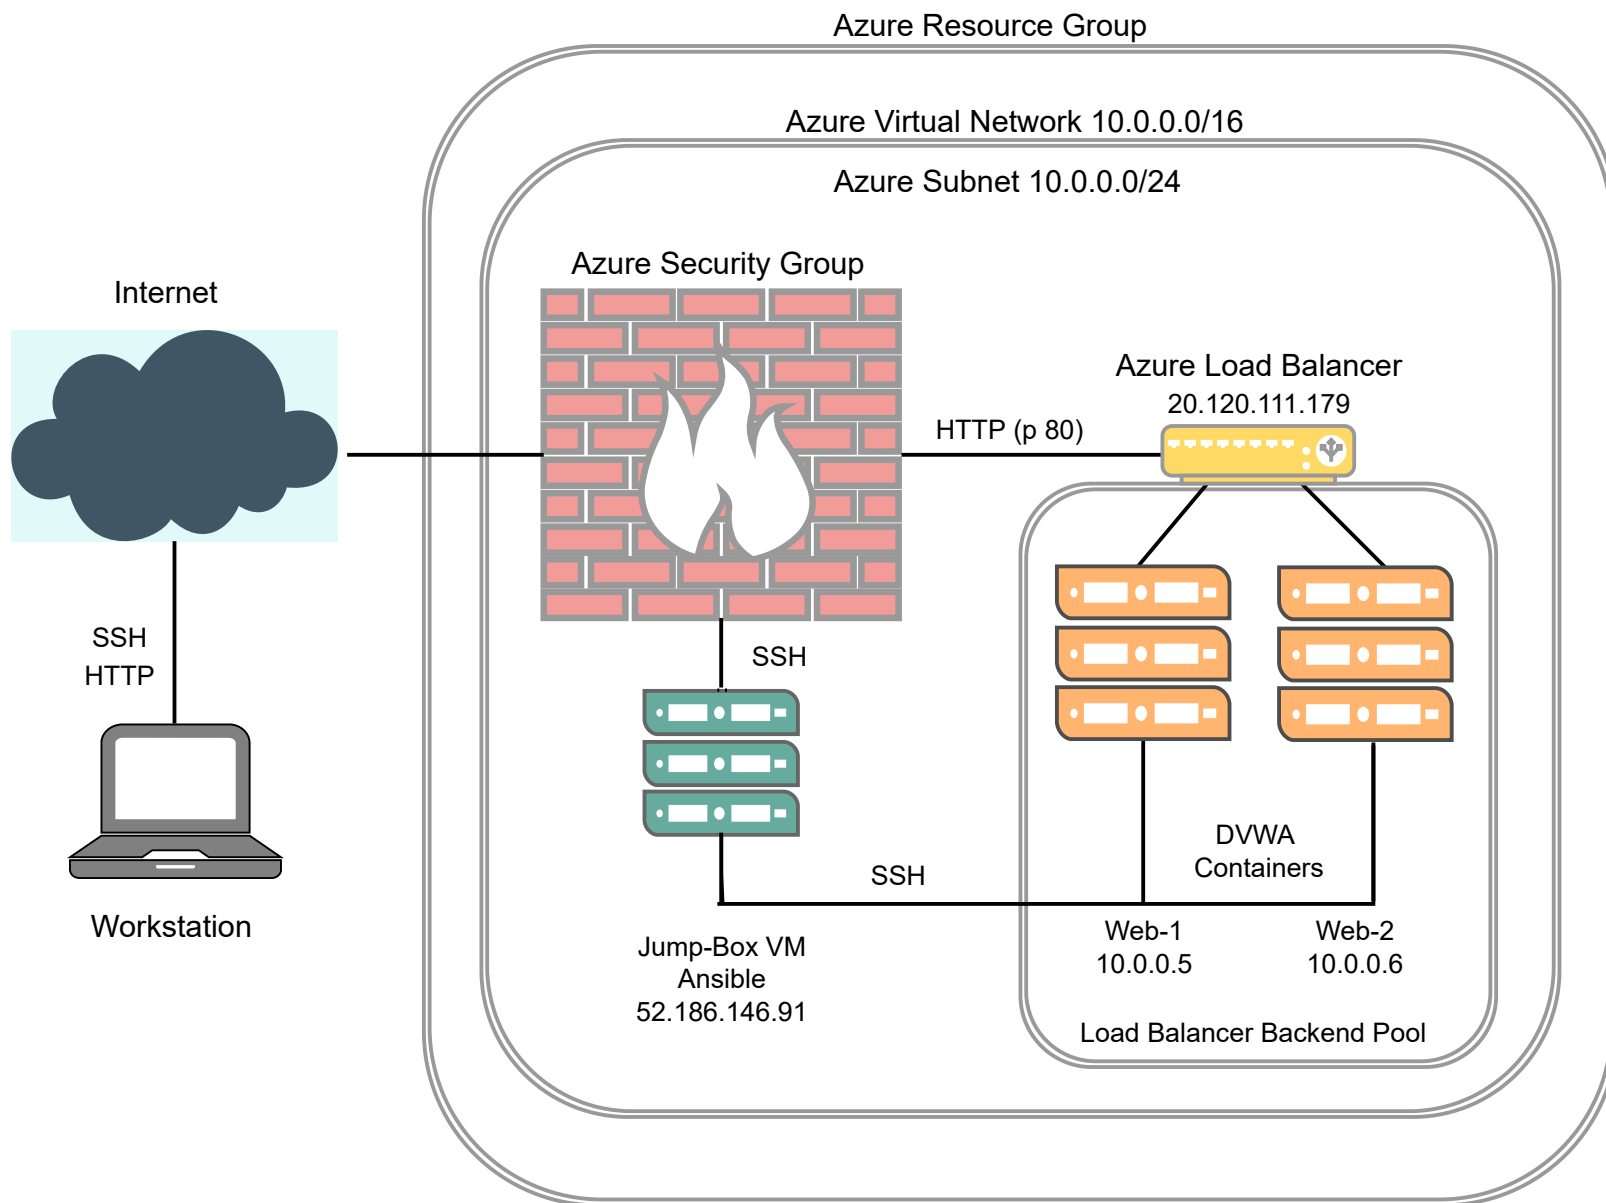 Azure Resource Group
Azure Virtual Network 10.0.0.0/16
Azure Subnet 10.0.0.0/24
Azure Security Group
Internet
Azure Load Balancer
20.120.111.179
HTTP (p 80)
SSH
HTTP
SSH
DVWA
Containers
SSH
Workstation
Jump-Box VM
Ansible
52.186.146.91
Web-1
10.0.0.5
Web-2
10.0.0.6
Load Balancer Backend Pool